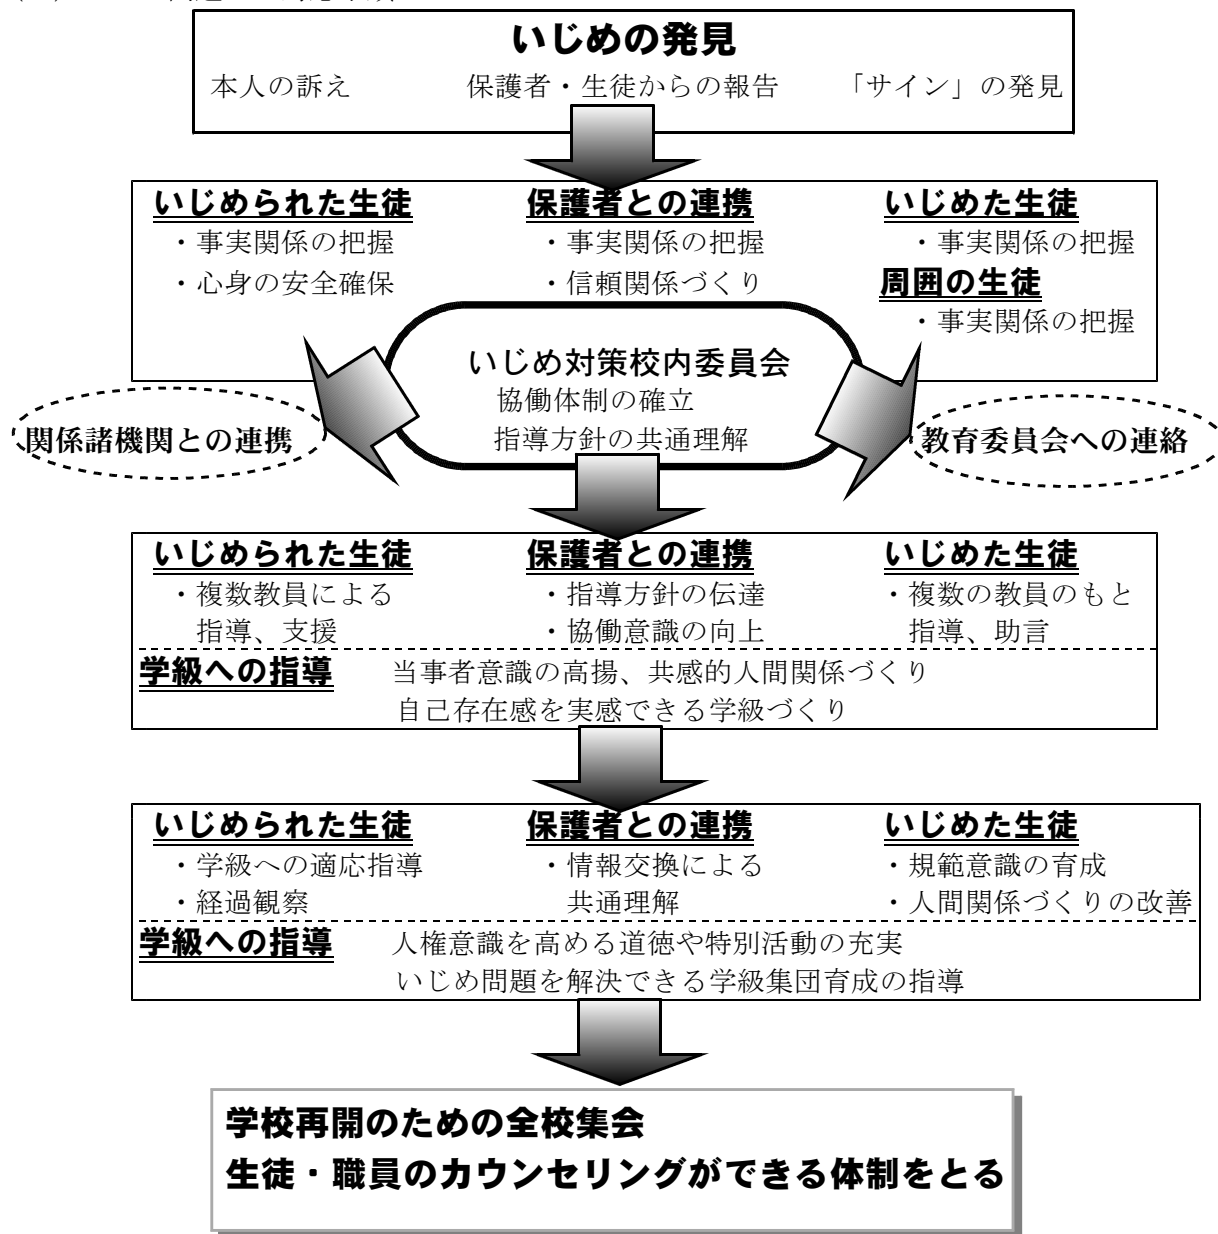 いじめの発見
本人の訴え 保護者・生徒からの報告 「サイン」の発見
いじめられた生徒 保護者との連携 いじめた生徒
・事実関係の把握 ・事実関係の把握 ・事実関係の把握
・心身の安全確保 ・信頼関係づくり 周囲の生徒
・事実関係の把握
いじめ対策校内委員会
協働体制の確立
指導方針の共通理解
関係諸機関との連携
教育委員会への連絡
いじめられた生徒 保護者との連携 いじめた生徒
・複数教員による ・指導方針の伝達 ・複数の教員のもと
指導、支援 ・協働意識の向上 指導、助言
学級への指導 当事者意識の高揚、共感的人間関係づくり
自己存在感を実感できる学級づくり
いじめられた生徒 保護者との連携 いじめた生徒
・学級への適応指導 ・情報交換による ・規範意識の育成
・経過観察 共通理解 ・人間関係づくりの改善
学級への指導 人権意識を高める道徳や特別活動の充実
いじめ問題を解決できる学級集団育成の指導
学校再開のための全校集会
生徒・職員のカウンセリングができる体制をとる